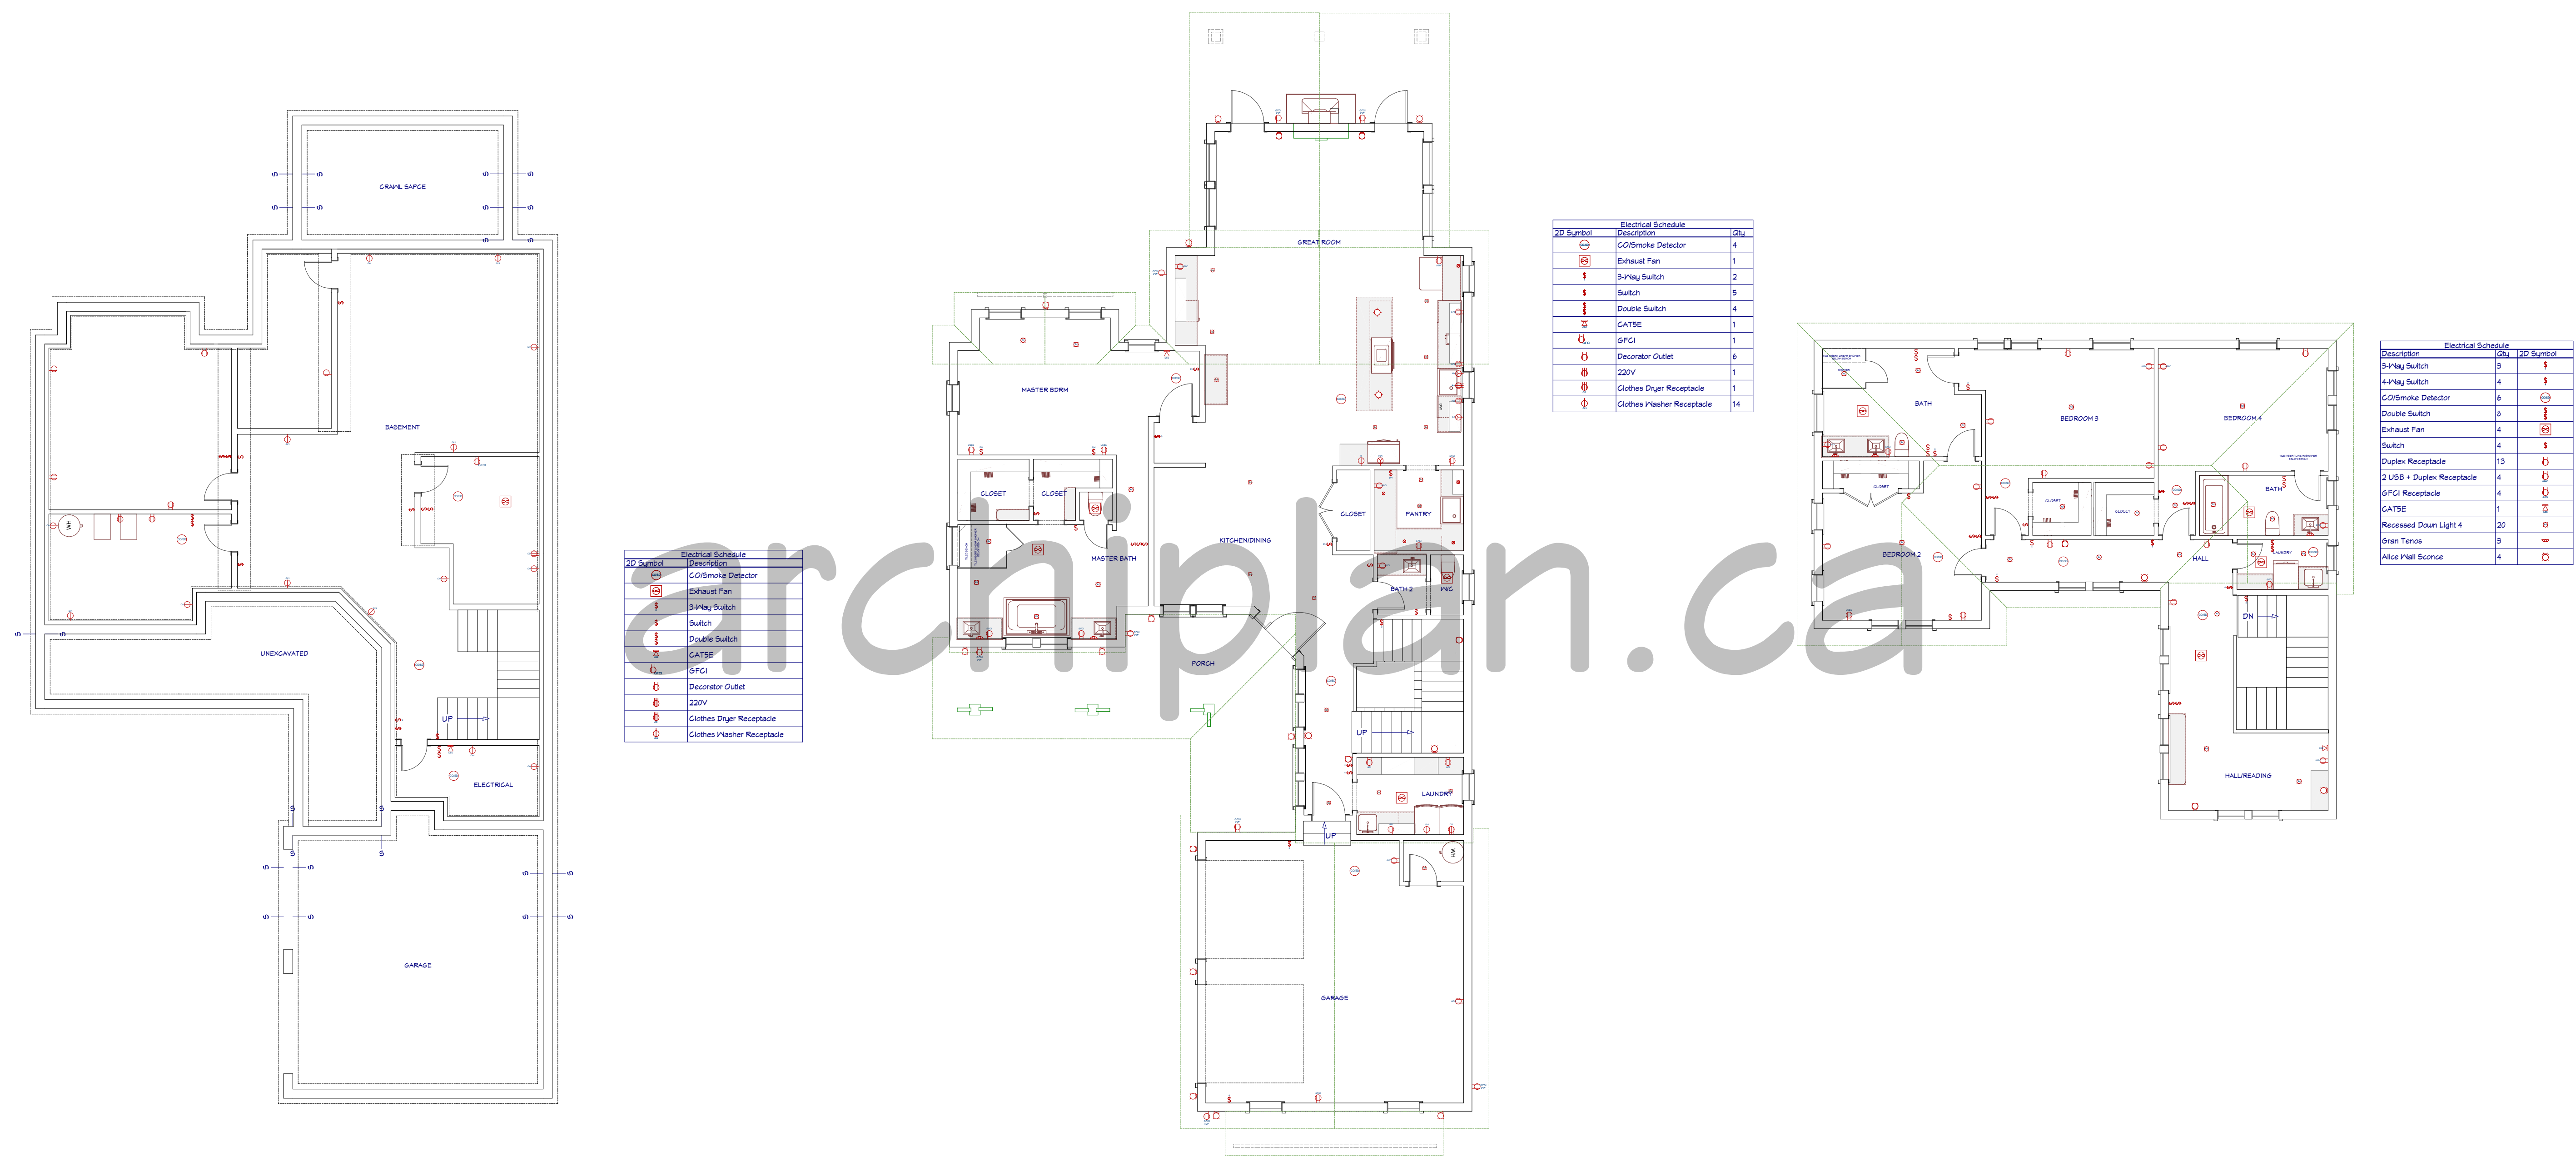 CRAWL SAPCE
BASEMENT
WH
UNEXCAVATED
UP
ELECTRICAL
GARAGE
Electrical Schedule
2D Symbol Description
CO/Smoke Detector
Exhaust Fan
3-Way Switch
Switch
Double Switch
CAT5E
GFCI
Decorator Outlet
220V
Clothes Dryer Receptacle
Clothes Washer Receptacle
GREAT ROOM
MASTER BDRM
CLOSET
CLOSET
MASTER BATH
KITCHEN/DINING
CLOSET
PANTRY
BATH 2
WC
PORCH
UP
LAUNDRY
UP
WH
GARAGE
Electrical Schedule
2D Symbol Description Qty
CO/Smoke Detector 4
Exhaust Fan 1
3-Way Switch 2
Switch 5
Double Switch 4
CAT5E 1
GFCI 1
Decorator Outlet 6
220V 1
Clothes Dryer Receptacle 1
Clothes Washer Receptacle 14
BATH
BEDROOM 3
BEDROOM 4
CLOSET
CLOSET
CLOSET
BATH
BEDROOM 2
HALL
LAUNDRY
DN
HALL/READING
Electrical Schedule
Description Qty 2D Symbol
3-Way Switch 3
4-Way Switch 4
CO/Smoke Detector 6
Double Switch 8
Exhaust Fan 4
Switch 4
Duplex Receptacle 13
2 USB + Duplex Receptacle 4
GFCI Receptacle 4
CAT5E 1
Recessed Down Light 4 20
Gran Tenos 3
Alice Wall Sconce 4
archiplan.ca